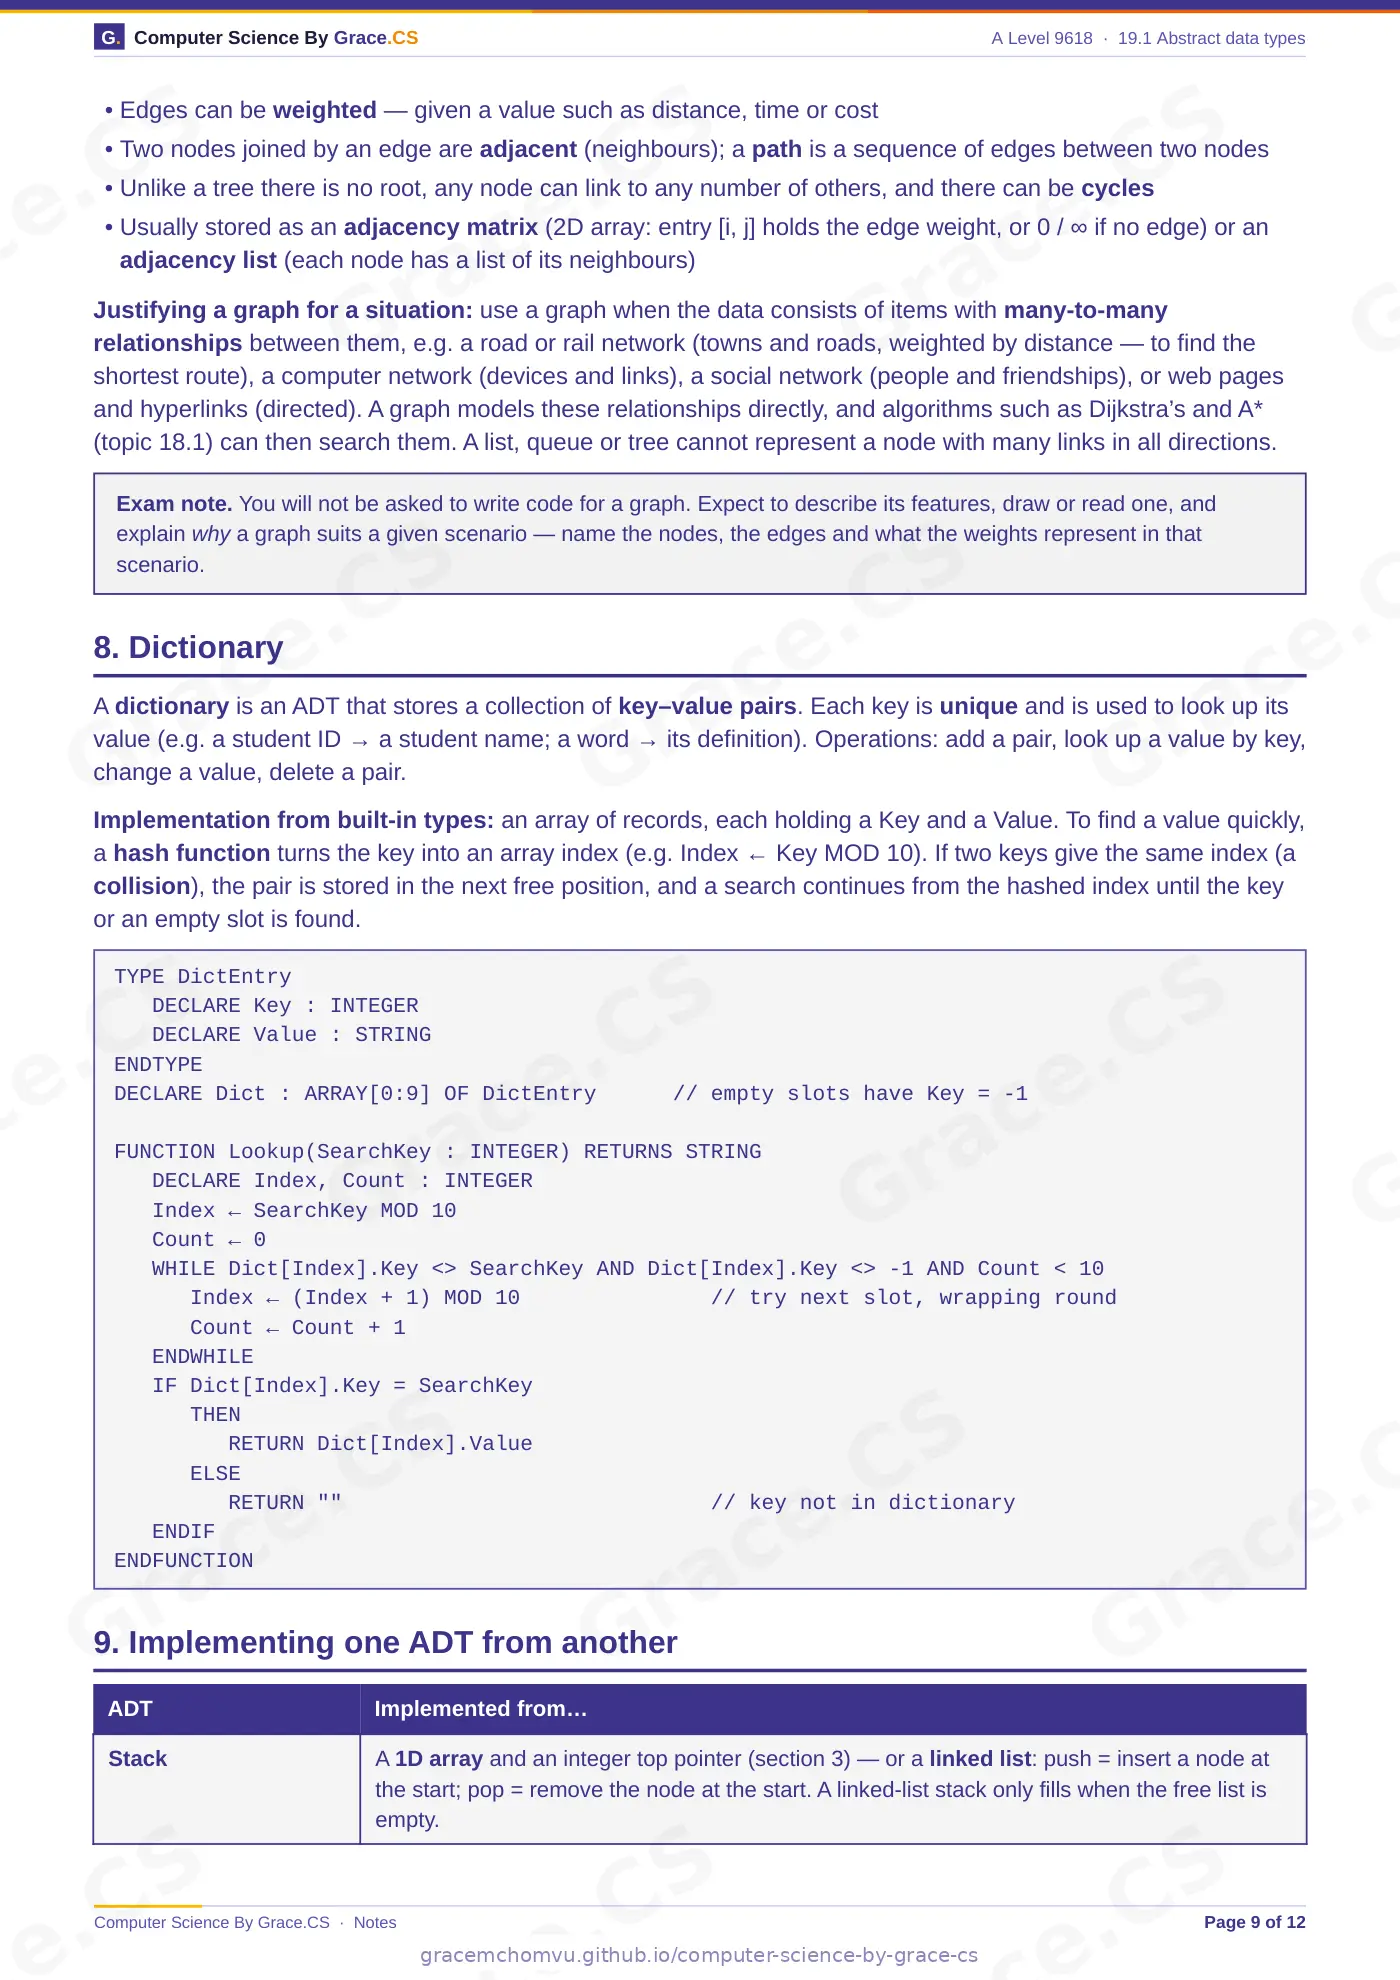 G. Computer Science By Grace.CS
A Level 9618 · 19.1 Abstract data types
• Edges can be weighted — given a value such as distance, time or cost
• Two nodes joined by an edge are adjacent (neighbours); a path is a sequence of edges between two nodes
• Unlike a tree there is no root, any node can link to any number of others, and there can be cycles
• Usually stored as an adjacency matrix (2D array: entry [i, j] holds the edge weight, or 0 / ∞ if no edge) or an
adjacency list (each node has a list of its neighbours)
Justifying a graph for a situation: use a graph when the data consists of items with many-to-many
relationships between them, e.g. a road or rail network (towns and roads, weighted by distance — to find the
shortest route), a computer network (devices and links), a social network (people and friendships), or web pages
and hyperlinks (directed). A graph models these relationships directly, and algorithms such as Dijkstra’s and A*
(topic 18.1) can then search them. A list, queue or tree cannot represent a node with many links in all directions.
Exam note. You will not be asked to write code for a graph. Expect to describe its features, draw or read one, and
explain why a graph suits a given scenario — name the nodes, the edges and what the weights represent in that
scenario.
8. Dictionary
A dictionary is an ADT that stores a collection of key–value pairs. Each key is unique and is used to look up its
value (e.g. a student ID → a student name; a word → its definition). Operations: add a pair, look up a value by key,
change a value, delete a pair.
Implementation from built-in types: an array of records, each holding a Key and a Value. To find a value quickly,
a hash function turns the key into an array index (e.g. Index ← Key MOD 10). If two keys give the same index (a
collision), the pair is stored in the next free position, and a search continues from the hashed index until the key
or an empty slot is found.
TYPE DictEntry
   DECLARE Key : INTEGER
   DECLARE Value : STRING
ENDTYPE
DECLARE Dict : ARRAY[0:9] OF DictEntry      // empty slots have Key = -1
FUNCTION Lookup(SearchKey : INTEGER) RETURNS STRING
   DECLARE Index, Count : INTEGER
   Index ← SearchKey MOD 10
   Count ← 0
   WHILE Dict[Index].Key <> SearchKey AND Dict[Index].Key <> -1 AND Count < 10
      Index ← (Index + 1) MOD 10               // try next slot, wrapping round
      Count ← Count + 1
   ENDWHILE
   IF Dict[Index].Key = SearchKey
      THEN
         RETURN Dict[Index].Value
      ELSE
         RETURN ""                             // key not in dictionary
   ENDIF
ENDFUNCTION
9. Implementing one ADT from another
ADT
Implemented from…
Stack
A 1D array and an integer top pointer (section 3) — or a linked list: push = insert a node at
the start; pop = remove the node at the start. A linked-list stack only fills when the free list is
empty.
Computer Science By Grace.CS · Notes
Page 9 of 12
gracemchomvu.github.io/computer-science-by-grace-cs